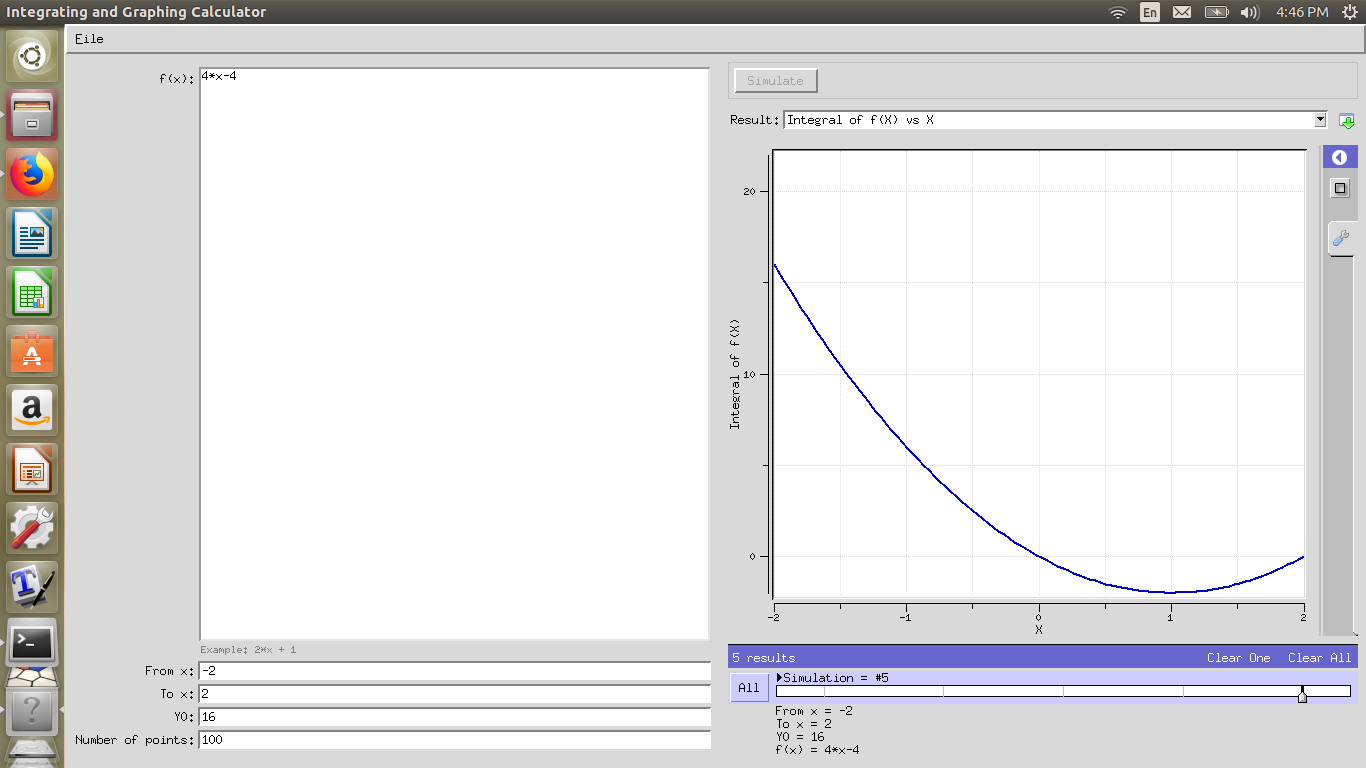 Integrating and Graphing Calculator
En
4:46 PM
File
f(x):
4*x-4
Example: 2*x + 1
From x:
-2
To x:
2
Y0:
16
Number of points:
100
Simulate
Result:
Integral of f(X) vs X
Integral of f(X)
20
10
0
-2
-1
0
1
2
X
5 results
Clear One
Clear All
All
Simulation = #5
From x = -2
To x = 2
Y0 = 16
f(x) = 4*x-4